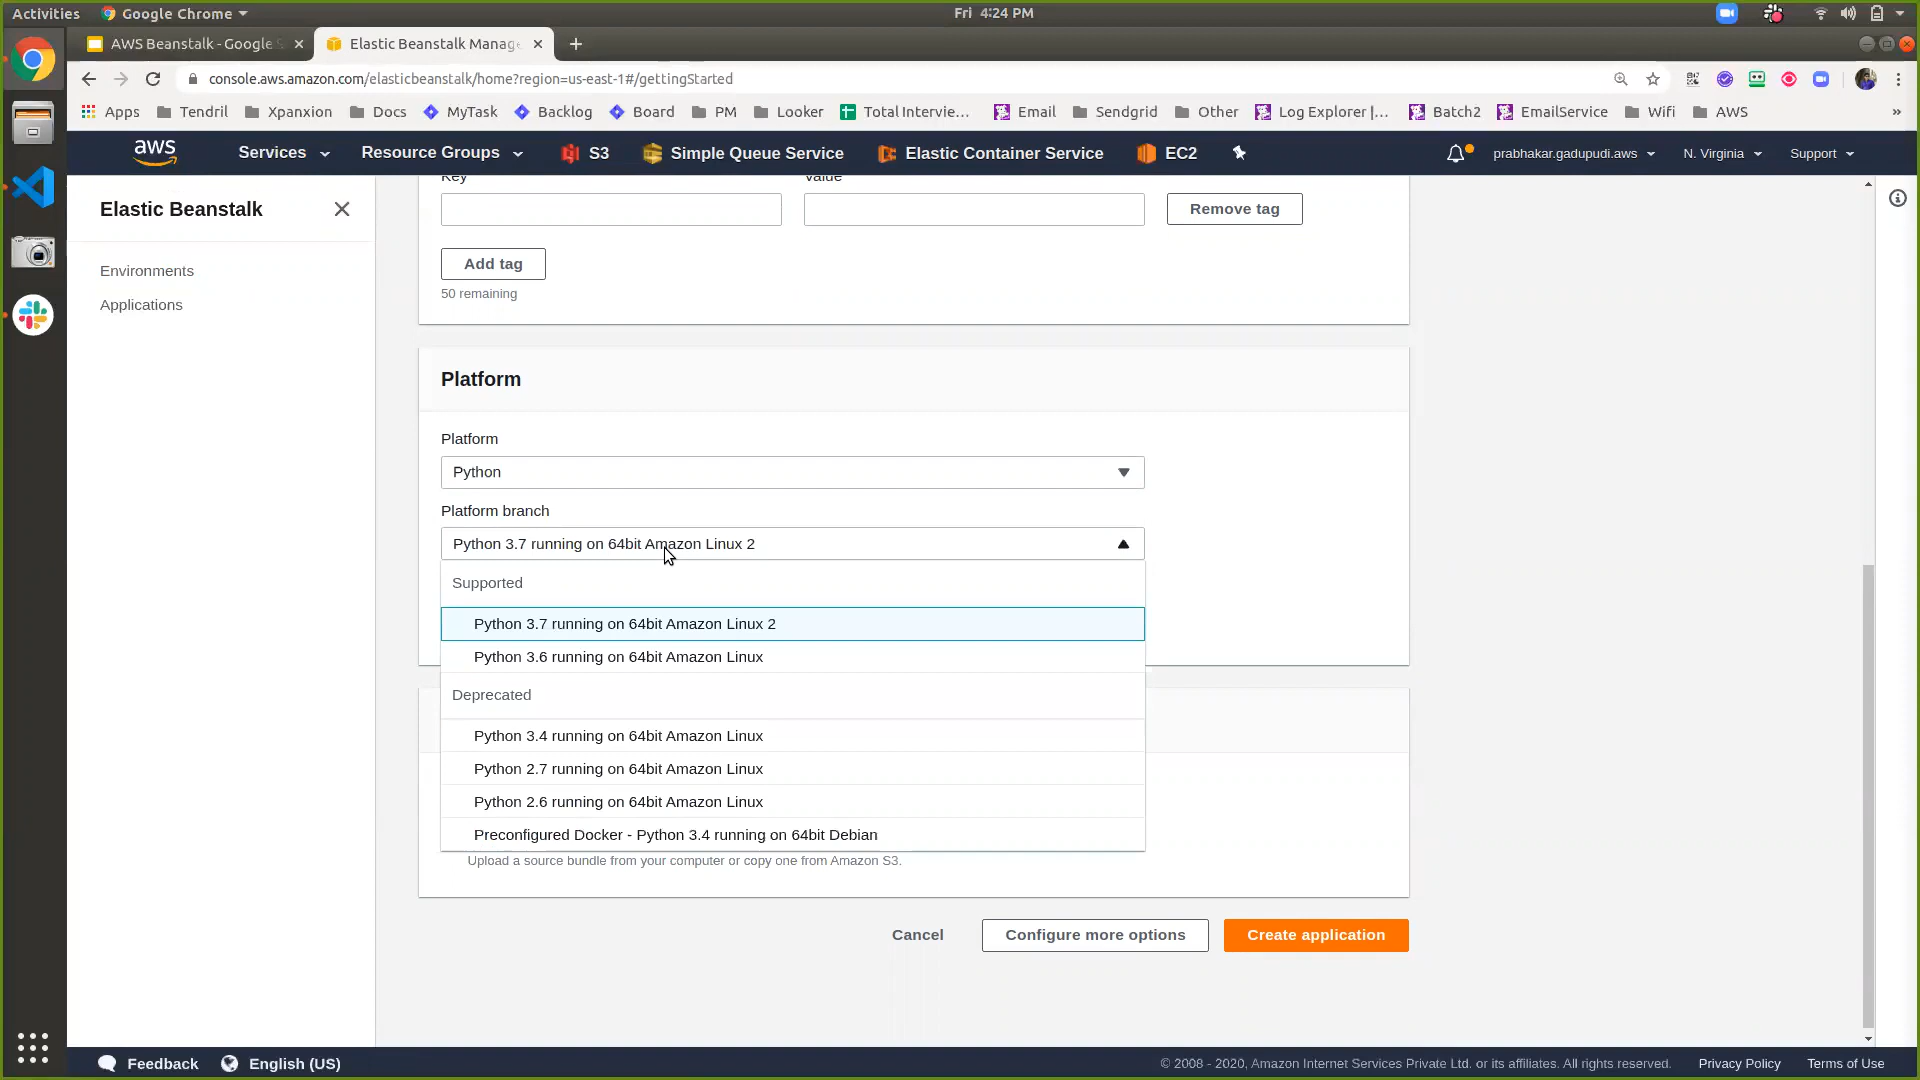 Activities Google Chrome Fri 4:24 PM
AWS Beanstalk - Google S Elastic Beanstalk Manag
console.aws.amazon.com/elasticbeanstalk/home?region=us-east-1#/gettingStarted
Apps Tendril Xpanxion Docs MyTask Backlog Board PM Looker Total Intervie... Email Sendgrid Other Log Explorer |... Batch2 EmailService Wifi AWS »
aws Services Resource Groups S3 Simple Queue Service Elastic Container Service EC2 prabhakar.gadupudi.aws N. Virginia Support
Elastic Beanstalk
Environments
Applications
Key Value
Remove tag
Add tag
50 remaining
Platform
Platform
Python
Platform branch
Python 3.7 running on 64bit Amazon Linux 2
Supported
Python 3.7 running on 64bit Amazon Linux 2
Python 3.6 running on 64bit Amazon Linux
Deprecated
Python 3.4 running on 64bit Amazon Linux
Python 2.7 running on 64bit Amazon Linux
Python 2.6 running on 64bit Amazon Linux
Preconfigured Docker - Python 3.4 running on 64bit Debian
Upload a source bundle from your computer or copy one from Amazon S3.
Cancel Configure more options Create application
Feedback English (US) © 2008 - 2020, Amazon Internet Services Private Ltd. or its affiliates. All rights reserved. Privacy Policy Terms of Use